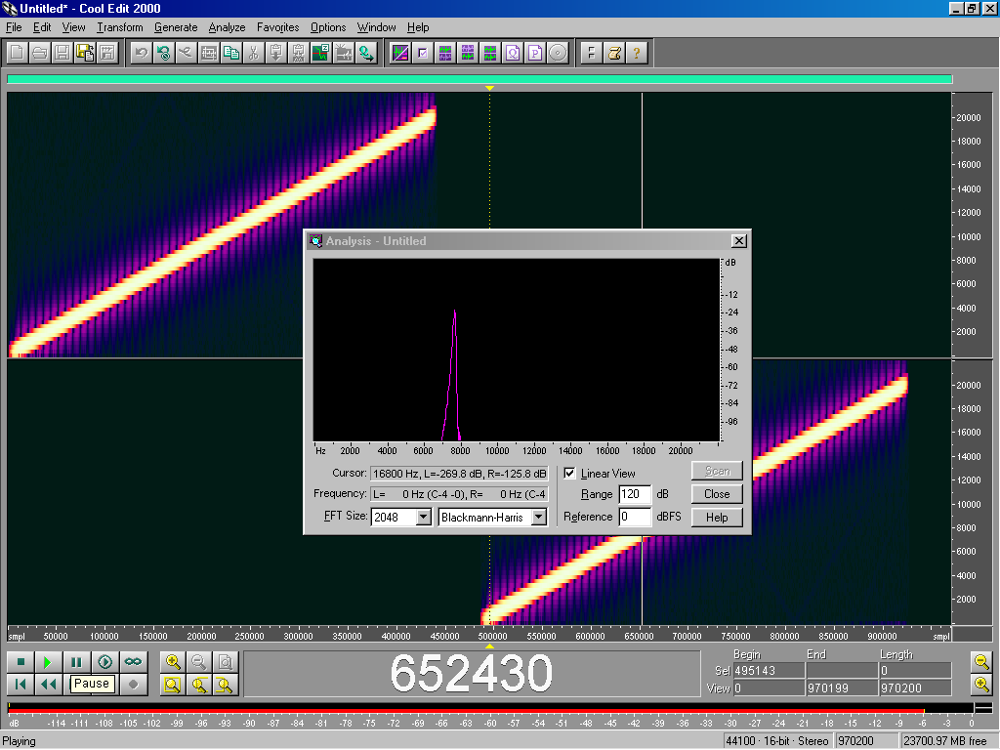 Untitled* - Cool Edit 2000
File Edit View Transform Generate Analyze Favorites Options Window Help
F ?
20000
18000
16000
14000
12000
10000
8000
6000
4000
2000
Analysis - Untitled
dB
-12
-24
-36
-48
-60
-72
-84
-96
Hz 2000 4000 6000 8000 10000 12000 14000 16000 18000 20000
Cursor: 16800 Hz, L=-269.8 dB, R=-125.8 dB
Frequency: L= 0 Hz (C-4 -0), R= 0 Hz (C-4
FFT Size: 2048 Blackmann-Harris
Linear View
Range 120 dB
Reference 0 dBFS
Scan
Close
Help
20000
18000
16000
14000
12000
10000
8000
6000
4000
2000
smpl 50000 100000 150000 200000 250000 300000 350000 400000 450000 500000 550000 600000 650000 700000 750000 800000 850000 900000 smpl
Pause
652430
Begin End Length
Sel 495143 0
View 0 970199 970200
dB -114 -111 -108 -105 -102 -99 -96 -93 -90 -87 -84 -81 -78 -75 -72 -69 -66 -63 -60 -57 -54 -51 -48 -45 -42 -39 -36 -33 -30 -27 -24 -21 -18 -15 -12 -9 -6 -3 0
Playing
44100 · 16-bit · Stereo 970200 23700.97 MB free